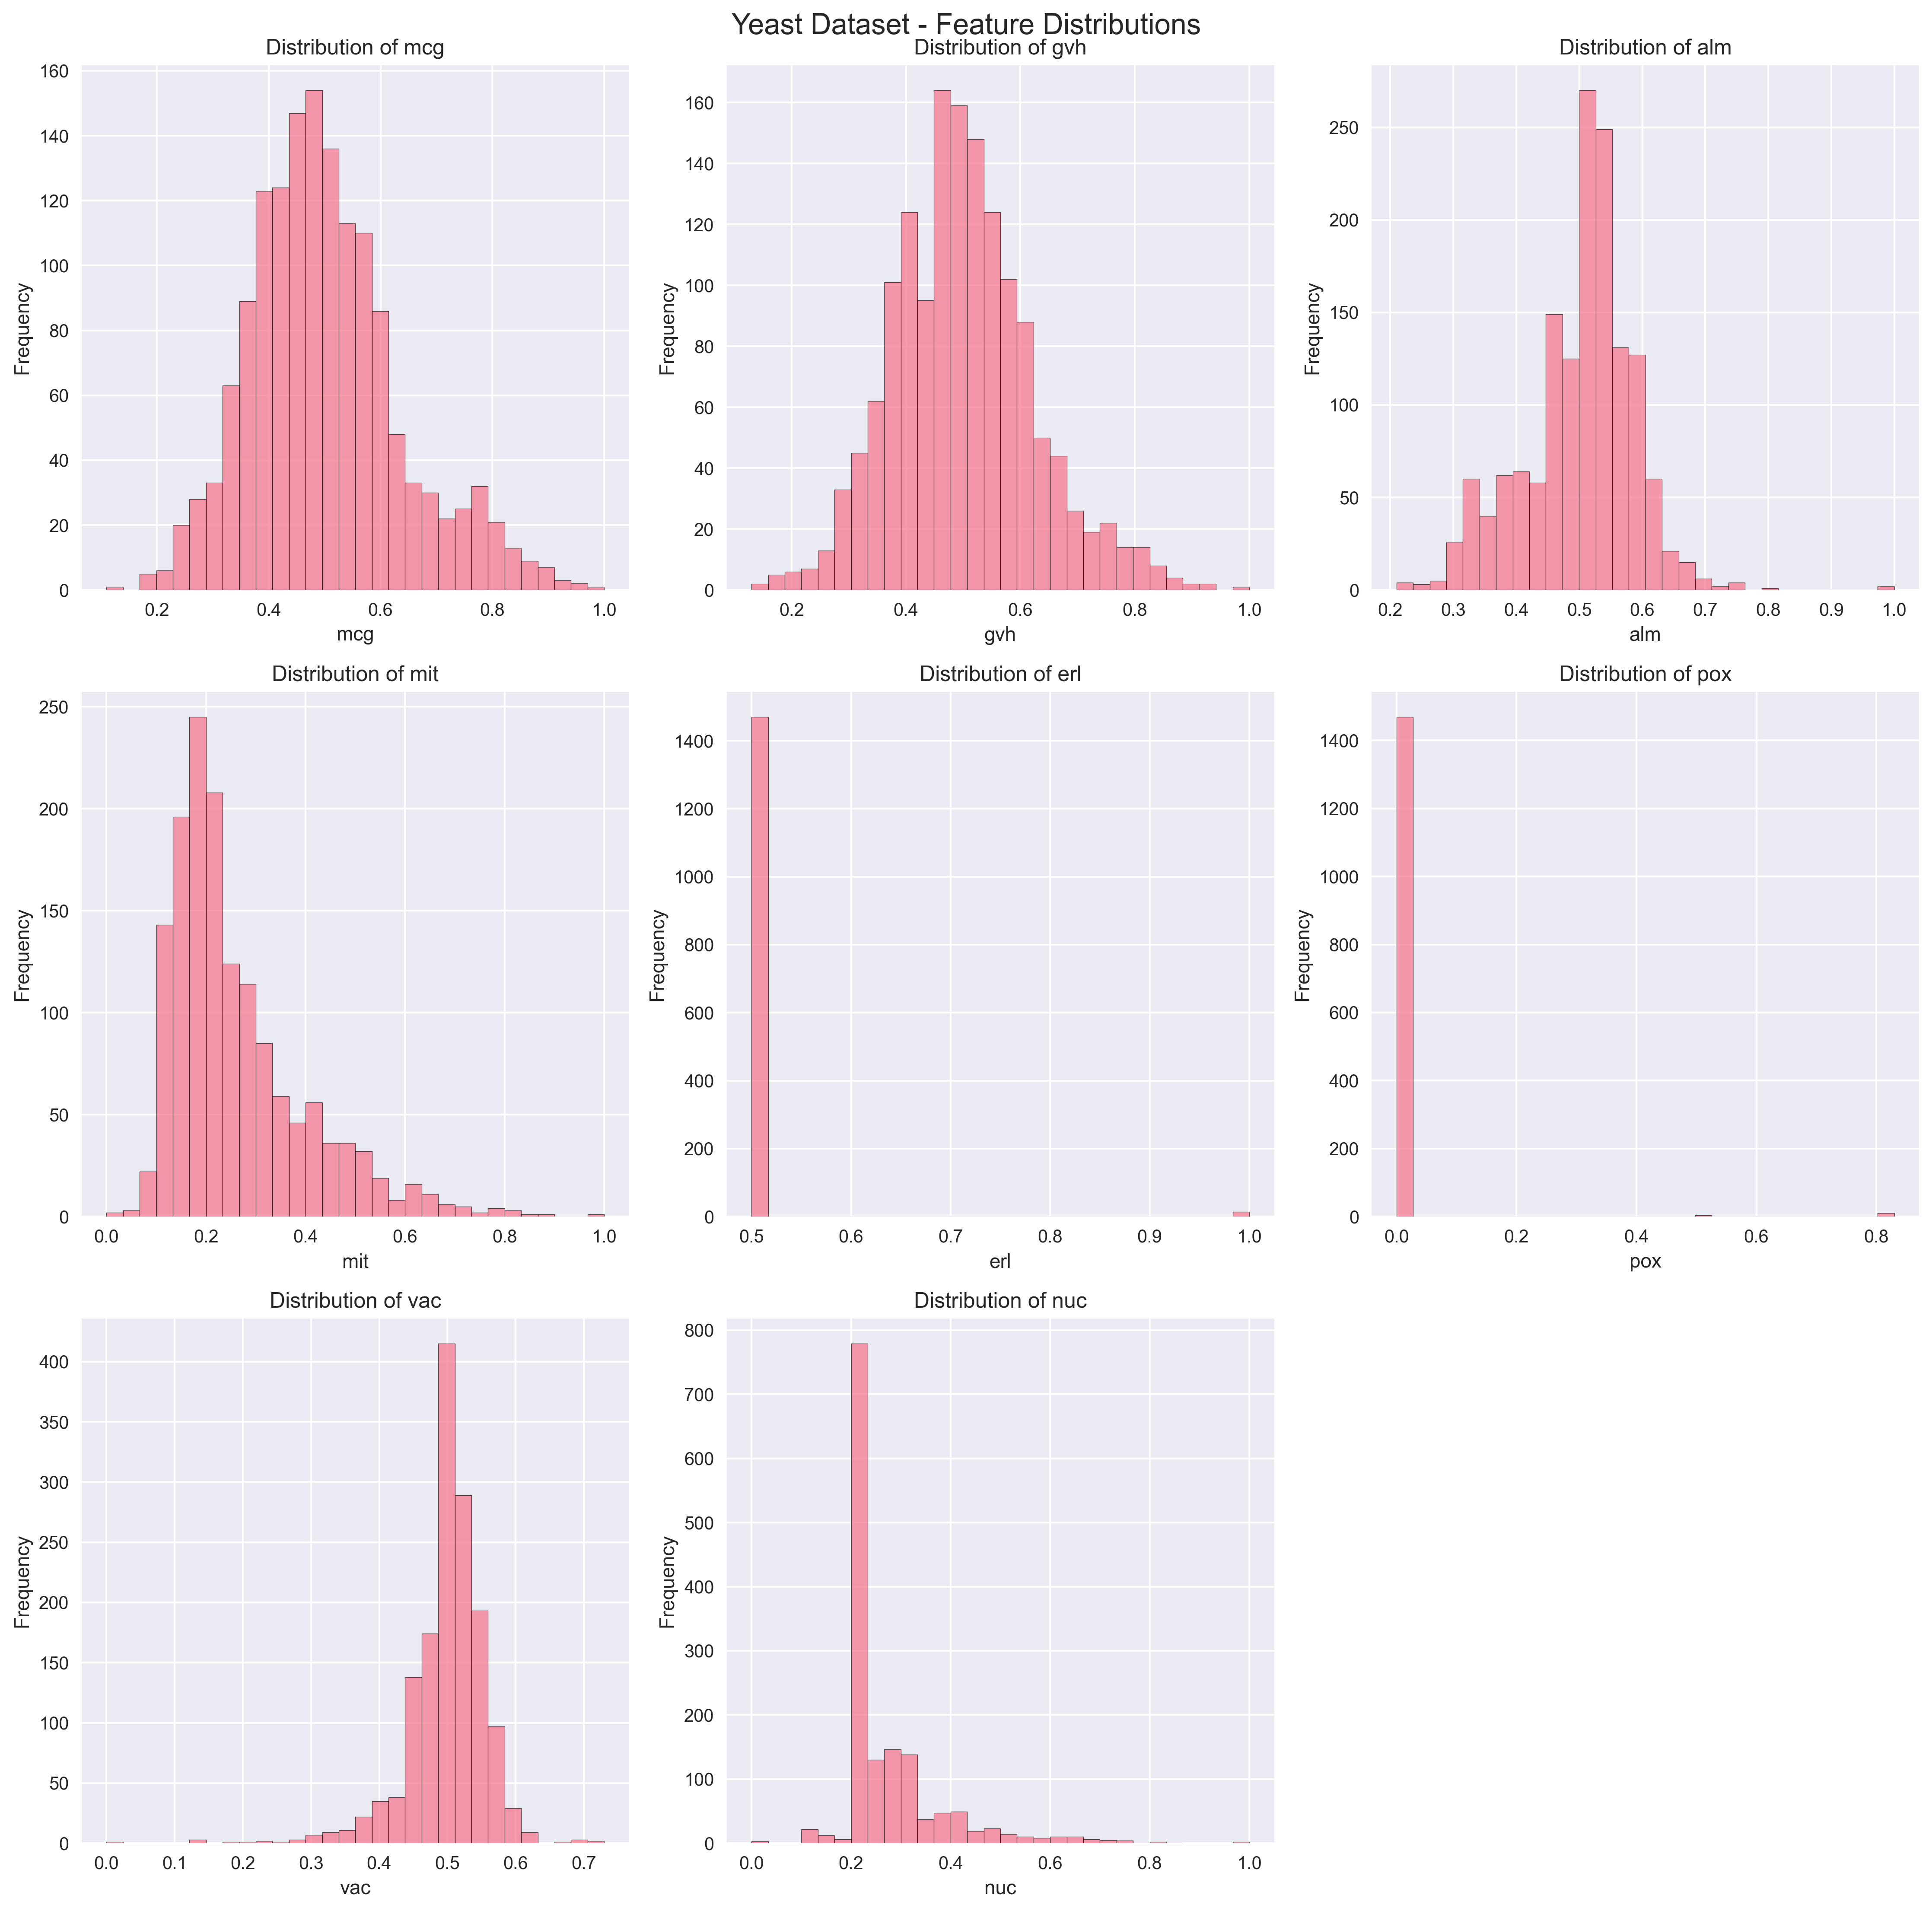 Yeast Dataset - Feature Distributions
Distribution of mcg
160
140
120
100
80
60
40
20
0
Frequency
0.2 0.4 0.6 0.8 1.0
mcg
Distribution of gvh
160
140
120
100
80
60
40
20
0
Frequency
0.2 0.4 0.6 0.8 1.0
gvh
Distribution of alm
250
200
150
100
50
0
Frequency
0.2 0.3 0.4 0.5 0.6 0.7 0.8 0.9 1.0
alm
Distribution of mit
250
200
150
100
50
0
Frequency
0.0 0.2 0.4 0.6 0.8 1.0
mit
Distribution of erl
1400
1200
1000
800
600
400
200
0
Frequency
0.5 0.6 0.7 0.8 0.9 1.0
erl
Distribution of pox
1400
1200
1000
800
600
400
200
0
Frequency
0.0 0.2 0.4 0.6 0.8
pox
Distribution of vac
400
350
300
250
200
150
100
50
0
Frequency
0.0 0.1 0.2 0.3 0.4 0.5 0.6 0.7
vac
Distribution of nuc
800
700
600
500
400
300
200
100
0
Frequency
0.0 0.2 0.4 0.6 0.8 1.0
nuc